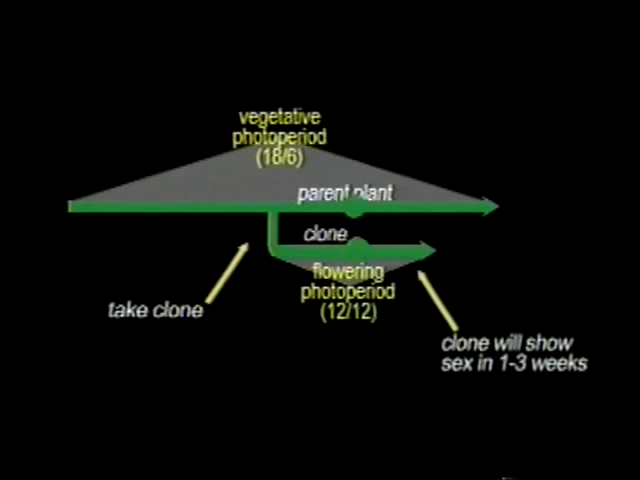 vegetative
photoperiod
(18/6)
parent plant
clone
flowering
photoperiod
(12/12)
take clone
clone will show
sex in 1-3 weeks